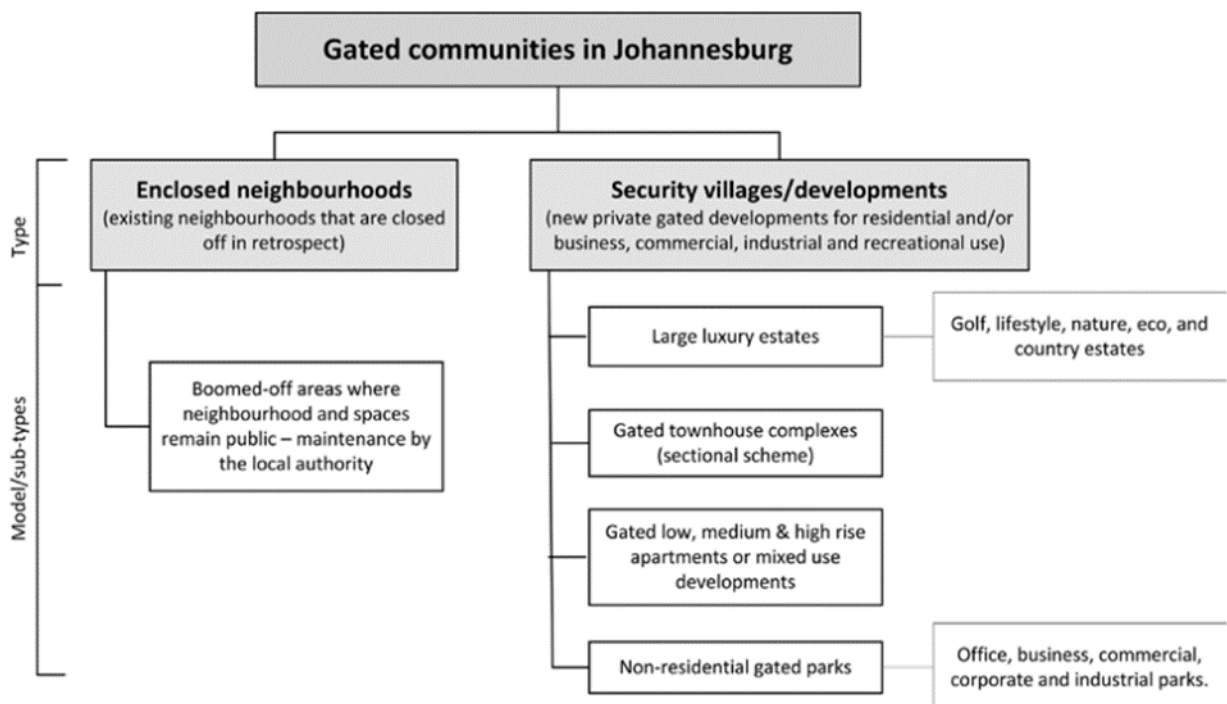 Gated communities in Johannesburg
Type
Enclosed neighbourhoods
(existing neighbourhoods that are closed
off in retrospect)
Security villages/developments
(new private gated developments for residential and/or
business, commercial, industrial and recreational use)
Model/sub-types
Boomed-off areas where
neighbourhood and spaces
remain public – maintenance by
the local authority
Large luxury estates
Golf, lifestyle, nature, eco, and
country estates
Gated townhouse complexes
(sectional scheme)
Gated low, medium & high rise
apartments or mixed use
developments
Non-residential gated parks
Office, business, commercial,
corporate and industrial parks.